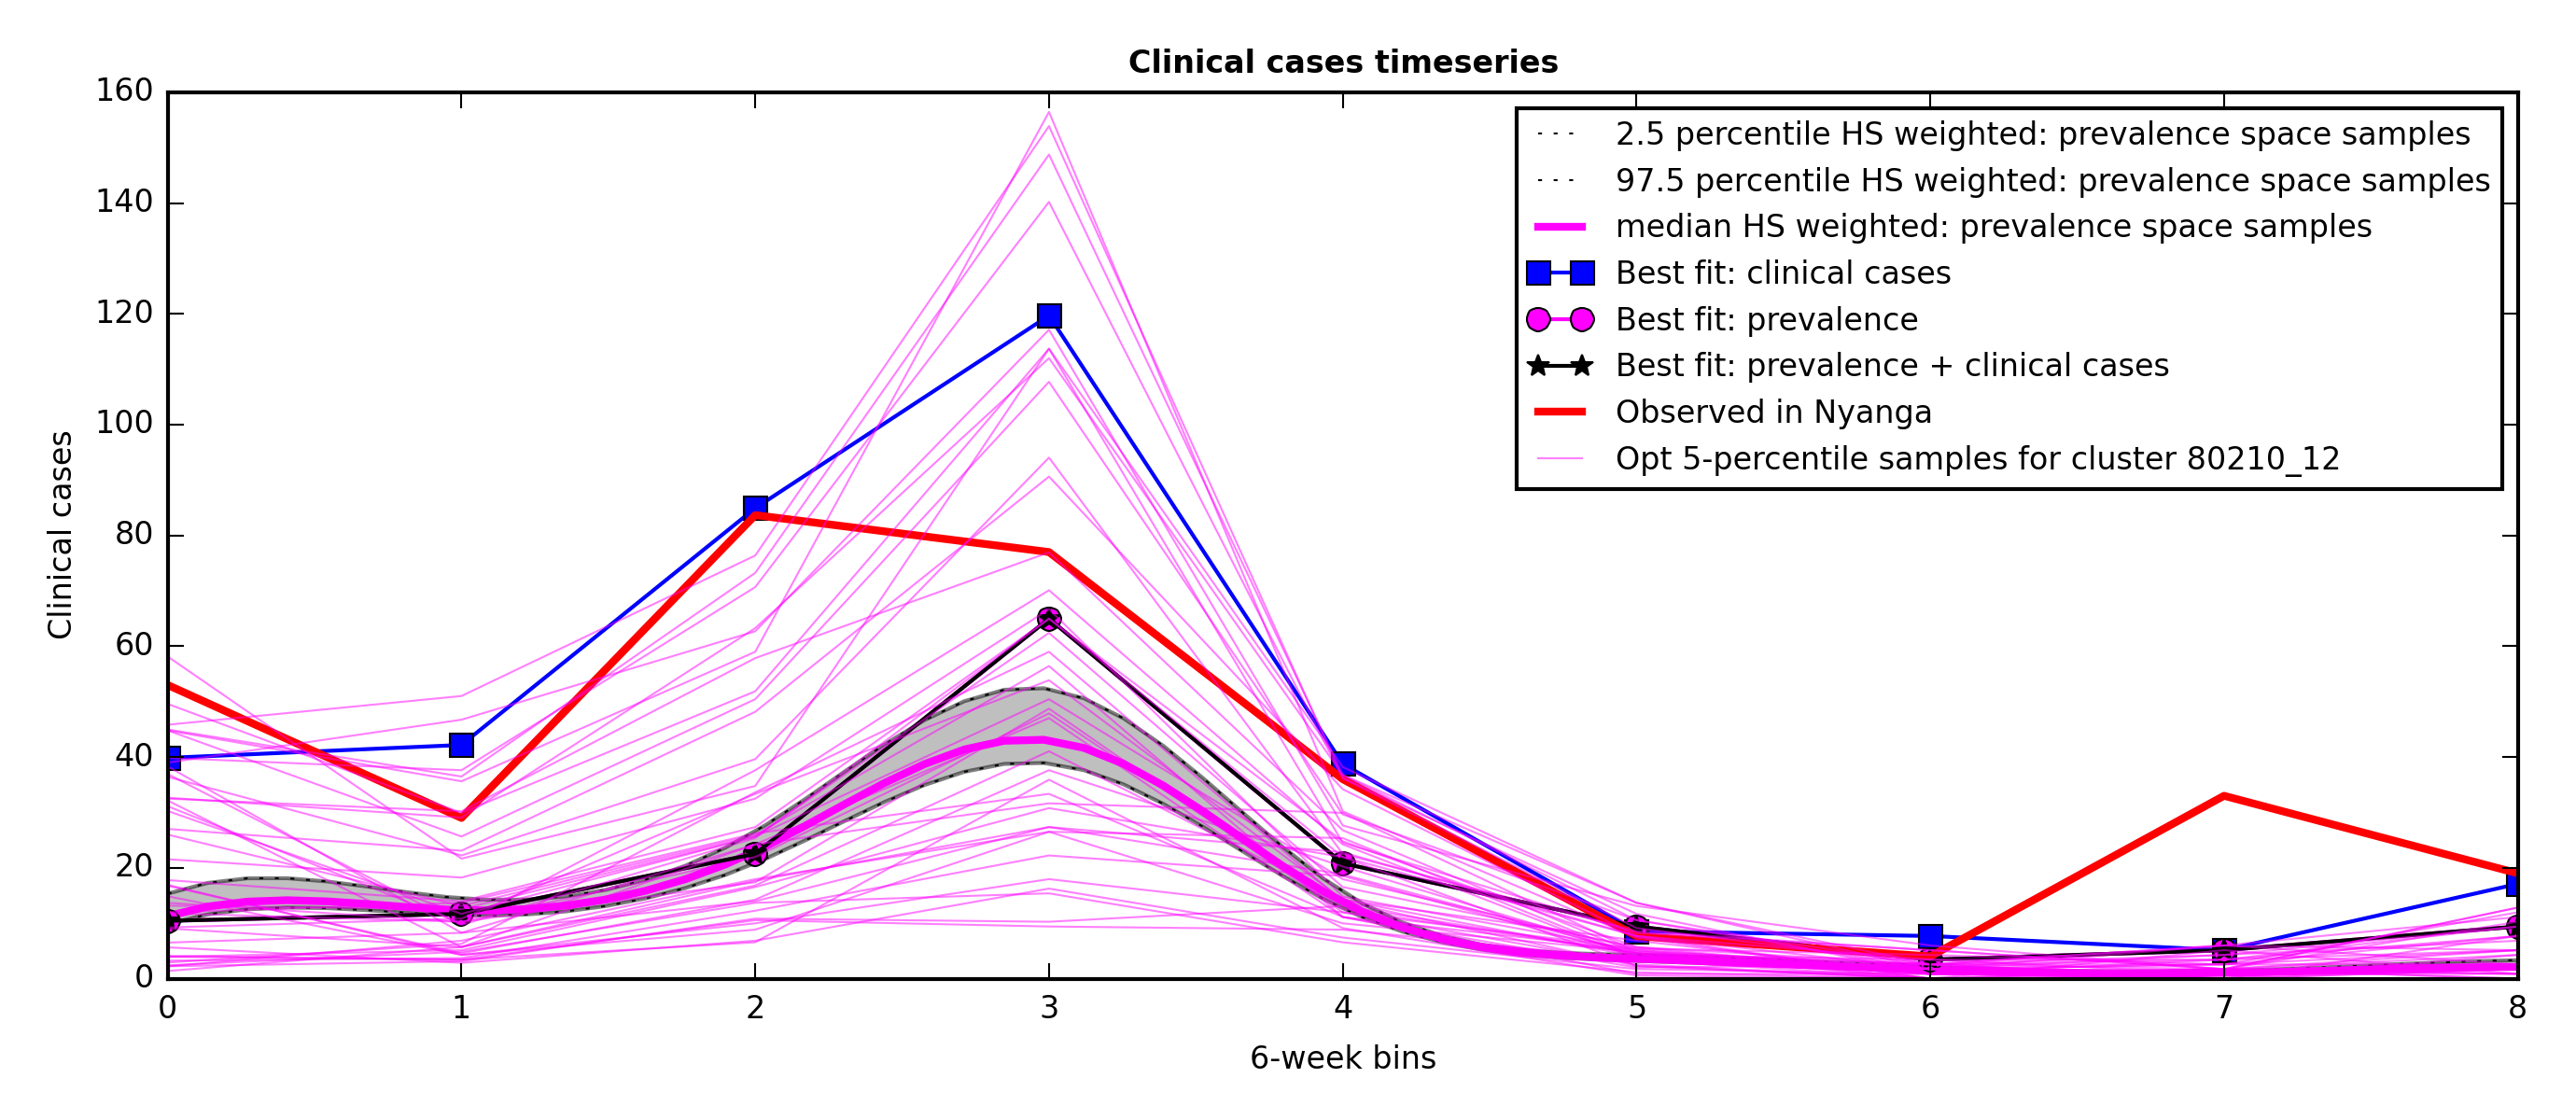 Clinical cases timeseries
160
140
120
100
80
60
40
20
0
Clinical cases
2.5 percentile HS weighted: prevalence space samples
97.5 percentile HS weighted: prevalence space samples
median HS weighted: prevalence space samples
Best fit: clinical cases
Best fit: prevalence
Best fit: prevalence + clinical cases
Observed in Nyanga
Opt 5-percentile samples for cluster 80210_12
0 1 2 3 4 5 6 7 8
6-week bins